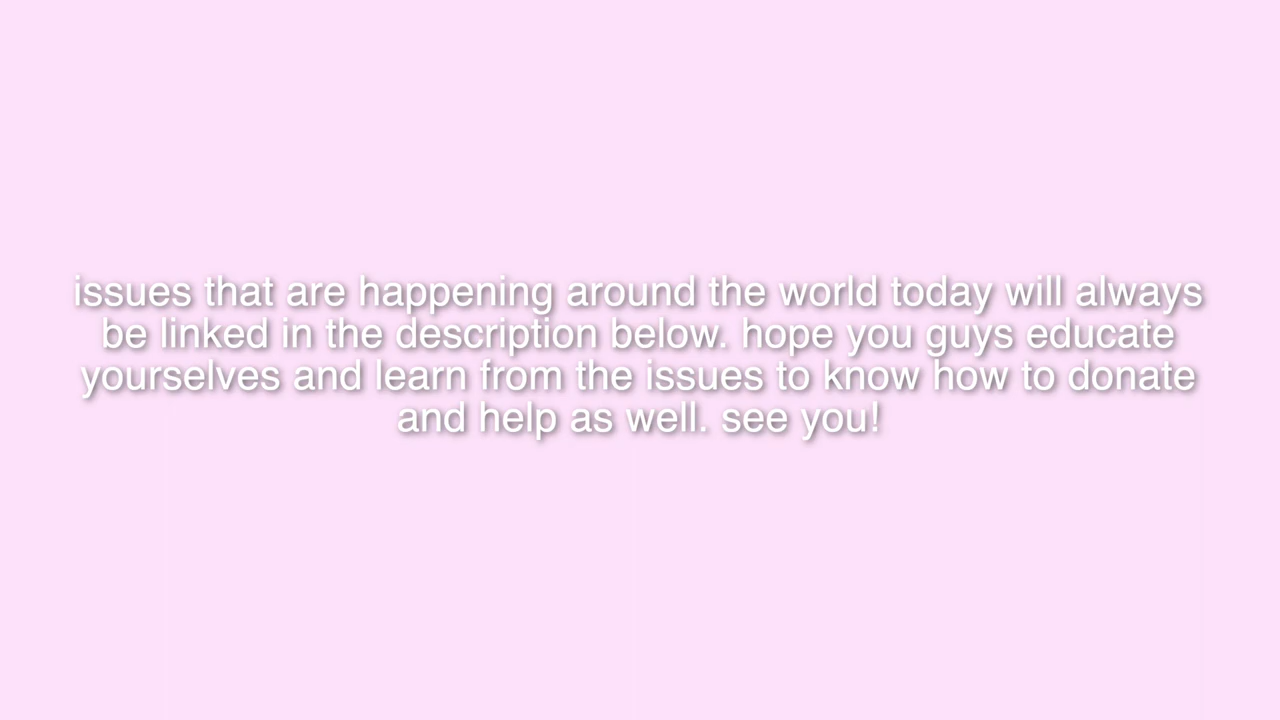 issues that are happening around the world today will always
be linked in the description below. hope you guys educate
yourselves and learn from the issues to know how to donate
and help as well. see you!